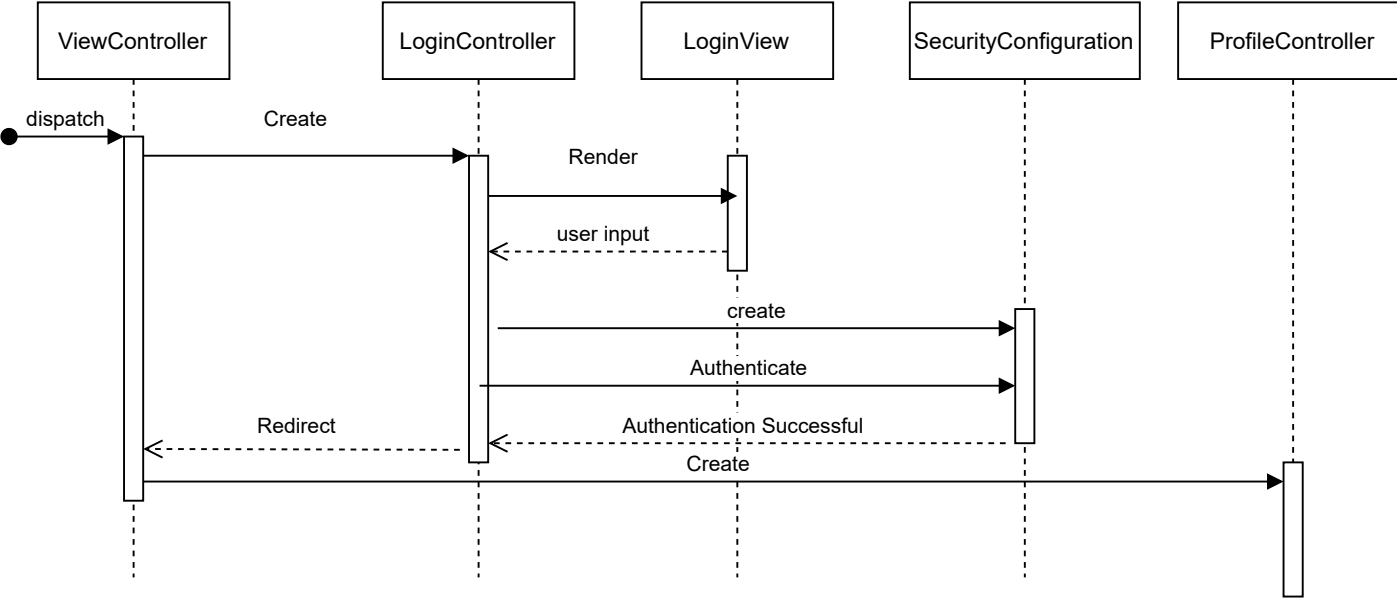 ViewController
LoginController
LoginView
SecurityConfiguration
ProfileController
dispatch
Create
Render
user input
create
Authenticate
Authentication Successful
Redirect
Create